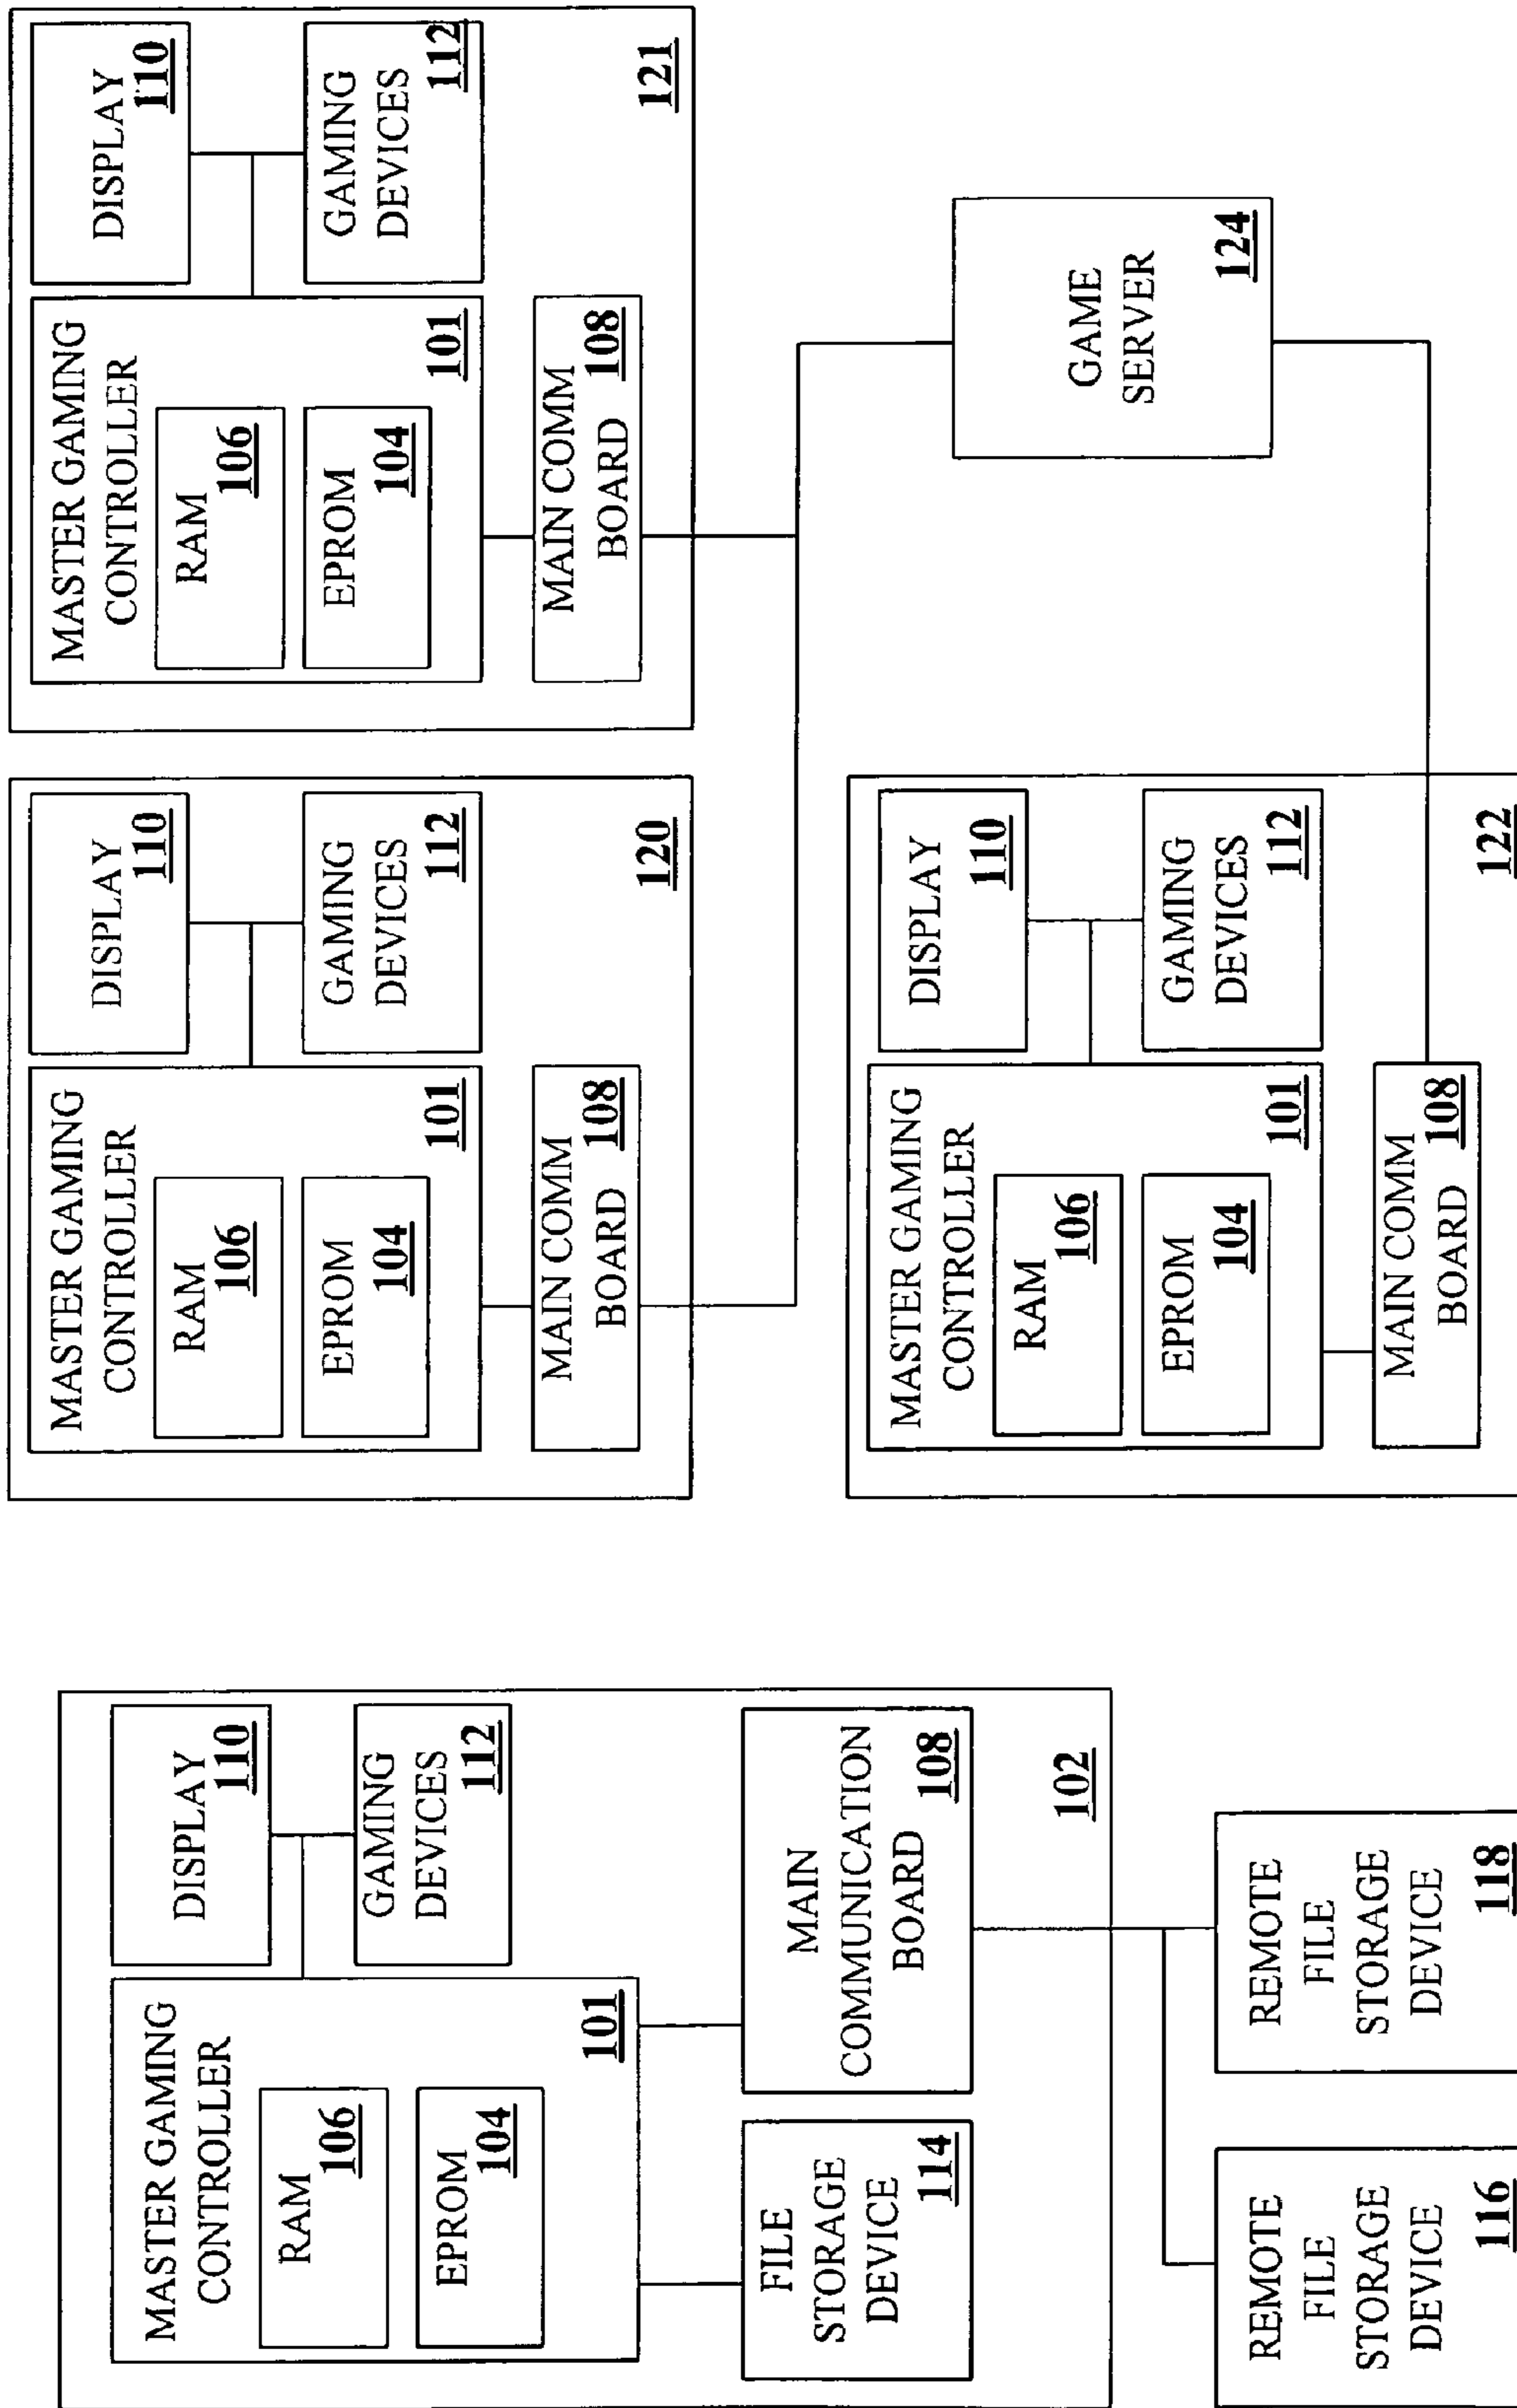 MASTER GAMING
CONTROLLER
RAM
106
EPROM
104
101
DISPLAY
110
GAMING
DEVICES
112
FILE
STORAGE
DEVICE
114
MAIN
COMMUNICATION
BOARD
108
102
REMOTE
FILE
STORAGE
DEVICE
116
REMOTE
FILE
STORAGE
DEVICE
118
MASTER GAMING
CONTROLLER
RAM
106
EPROM
104
101
DISPLAY
110
GAMING
DEVICES
112
MAIN COMM
BOARD
108
120
MASTER GAMING
CONTROLLER
RAM
106
EPROM
104
101
DISPLAY
110
GAMING
DEVICES
112
MAIN COMM
BOARD
108
121
MASTER GAMING
CONTROLLER
RAM
106
EPROM
104
101
DISPLAY
110
GAMING
DEVICES
112
MAIN COMM
BOARD
108
122
GAME
SERVER
124